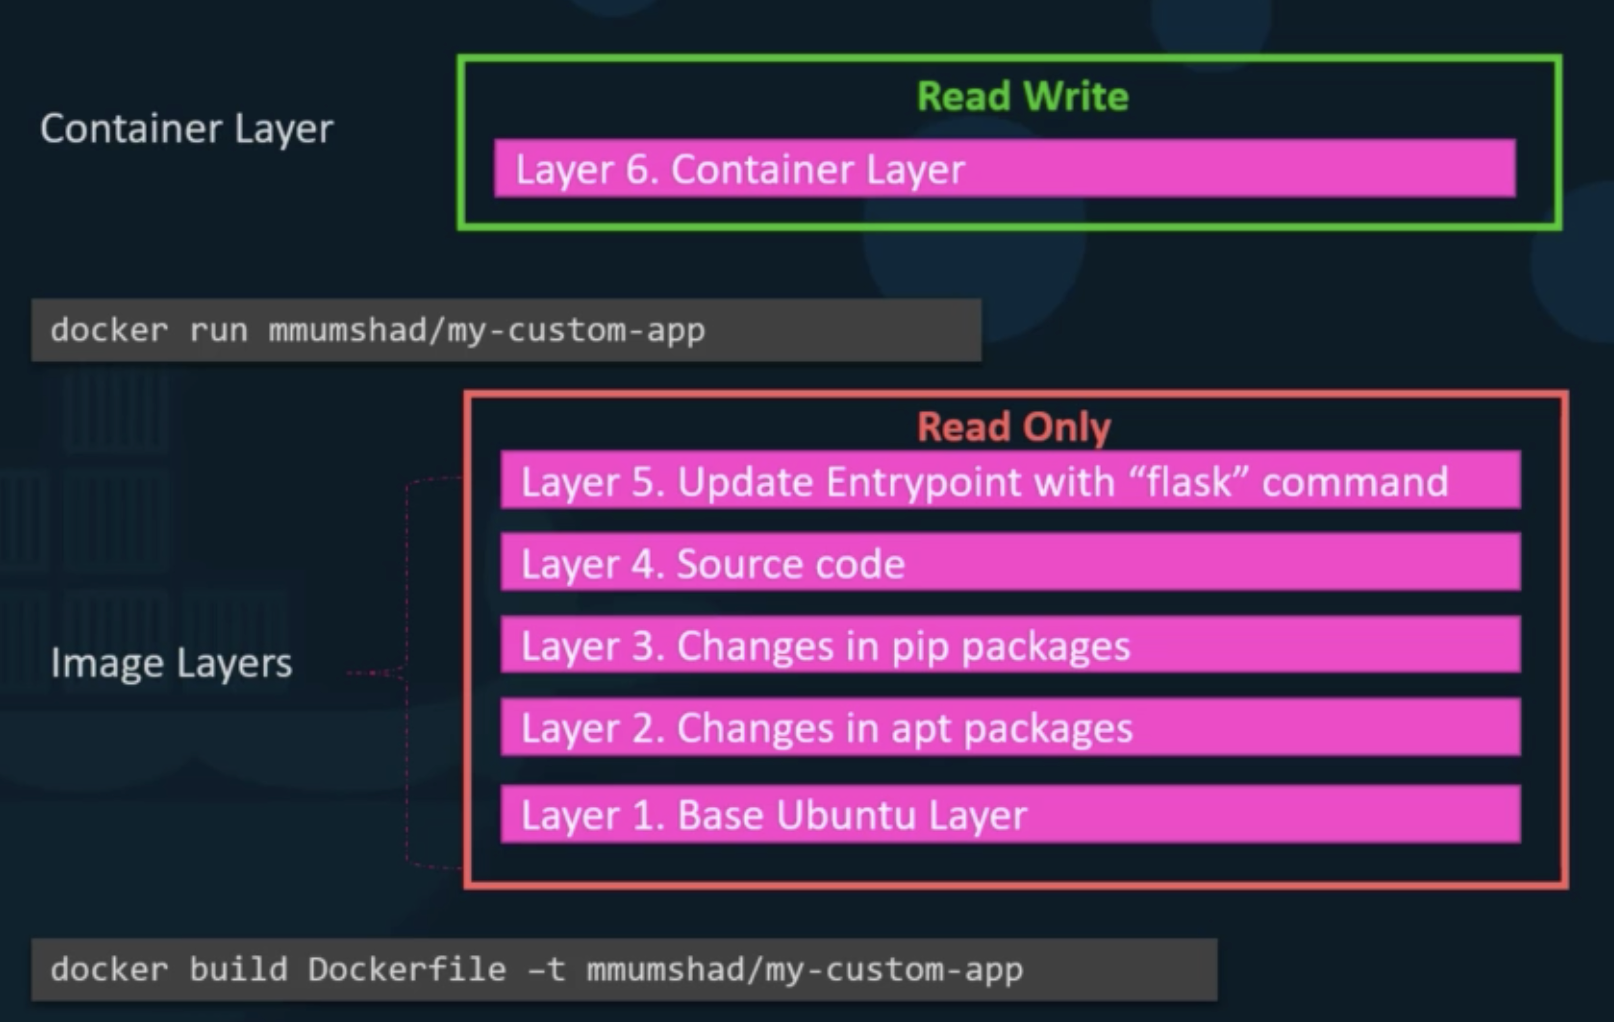 Read Write
Container Layer
Layer 6. Container Layer
docker run mmumshad/my-custom-app
Read Only
Layer 5. Update Entrypoint with “flask” command
Layer 4. Source code
Layer 3. Changes in pip packages
Image Layers
Layer 2. Changes in apt packages
Layer 1. Base Ubuntu Layer
docker build Dockerfile –t mmumshad/my-custom-app